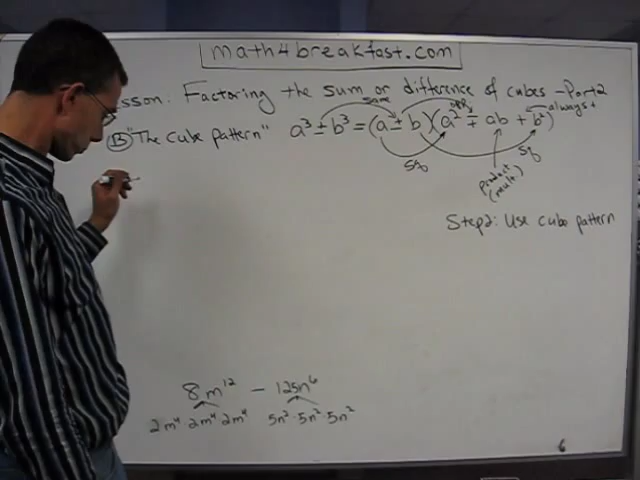 math4breakfast.com
sson: Factoring the sum or difference of cubes - Part 2
same opp always +
B "The cube pattern" a³ ± b³ = (a ± b)(a² ∓ ab + b²)
sq sq
product (mult)
Step 2: Use cube pattern
8m¹² - 125n⁶
2m⁴ · 2m⁴ · 2m⁴ 5n² · 5n² · 5n²
6